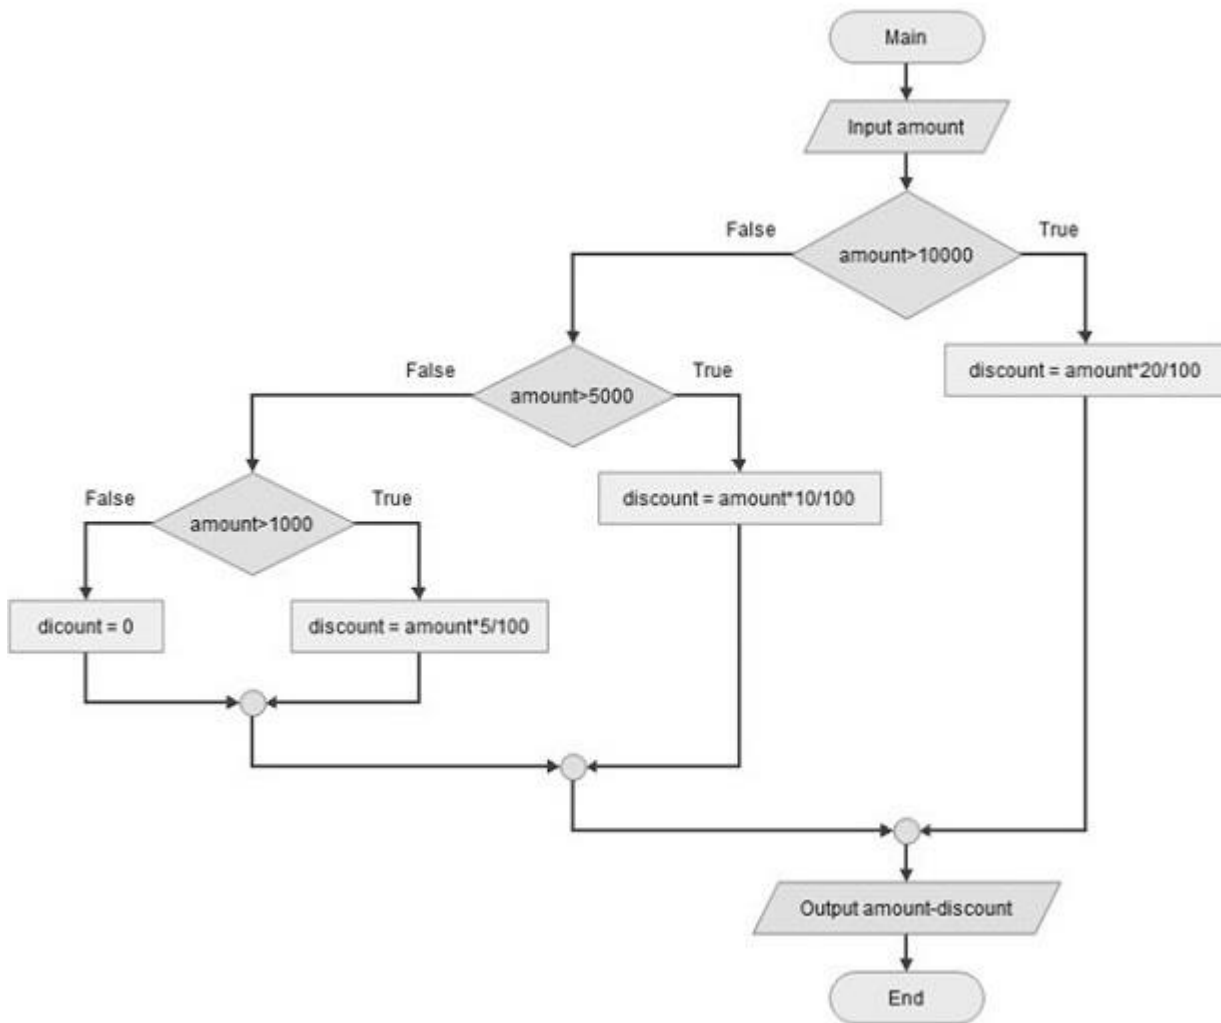 Main
Input amount
False
True
amount>10000
False
True
discount = amount*20/100
amount>5000
False
True
discount = amount*10/100
amount>1000
dicount = 0
discount = amount*5/100
Output amount-discount
End